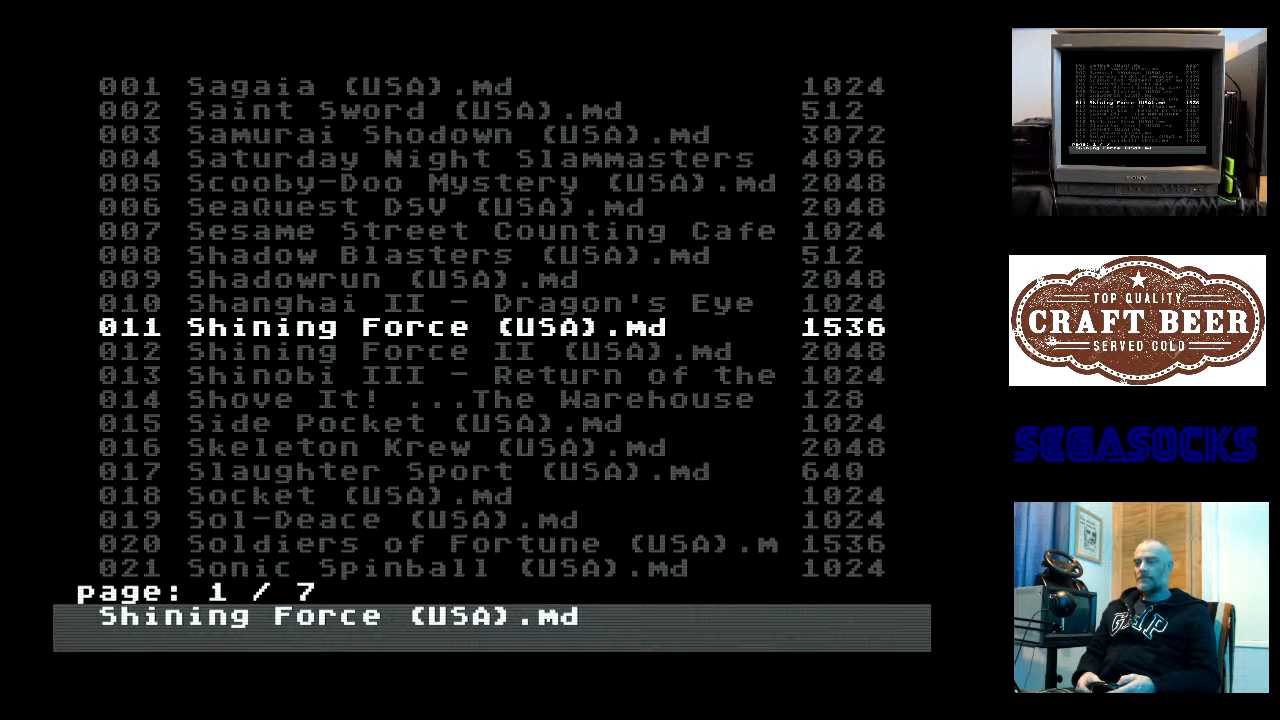 001 Sagaia (USA).md 1024
002 Saint Sword (USA).md 512
003 Samurai Shodown (USA).md 3072
004 Saturday Night Slammasters 4096
005 Scooby-Doo Mystery (USA).md 2048
006 SeaQuest DSV (USA).md 2048
007 Sesame Street Counting Cafe 1024
008 Shadow Blasters (USA).md 512
009 Shadowrun (USA).md 2048
010 Shanghai II - Dragon's Eye 1024
011 Shining Force (USA).md 1536
012 Shining Force II (USA).md 2048
013 Shinobi III - Return of the 1024
014 Shove It! ...The Warehouse 128
015 Side Pocket (USA).md 1024
016 Skeleton Krew (USA).md 2048
017 Slaughter Sport (USA).md 640
018 Socket (USA).md 1024
019 Sol-Deace (USA).md 1024
020 Soldiers of Fortune (USA).m 1536
021 Sonic Spinball (USA).md 1024
page: 1 / 7
Shining Force (USA).md
SONY
TOP QUALITY
CRAFT BEER
SERVED COLD
SEGASOCKS